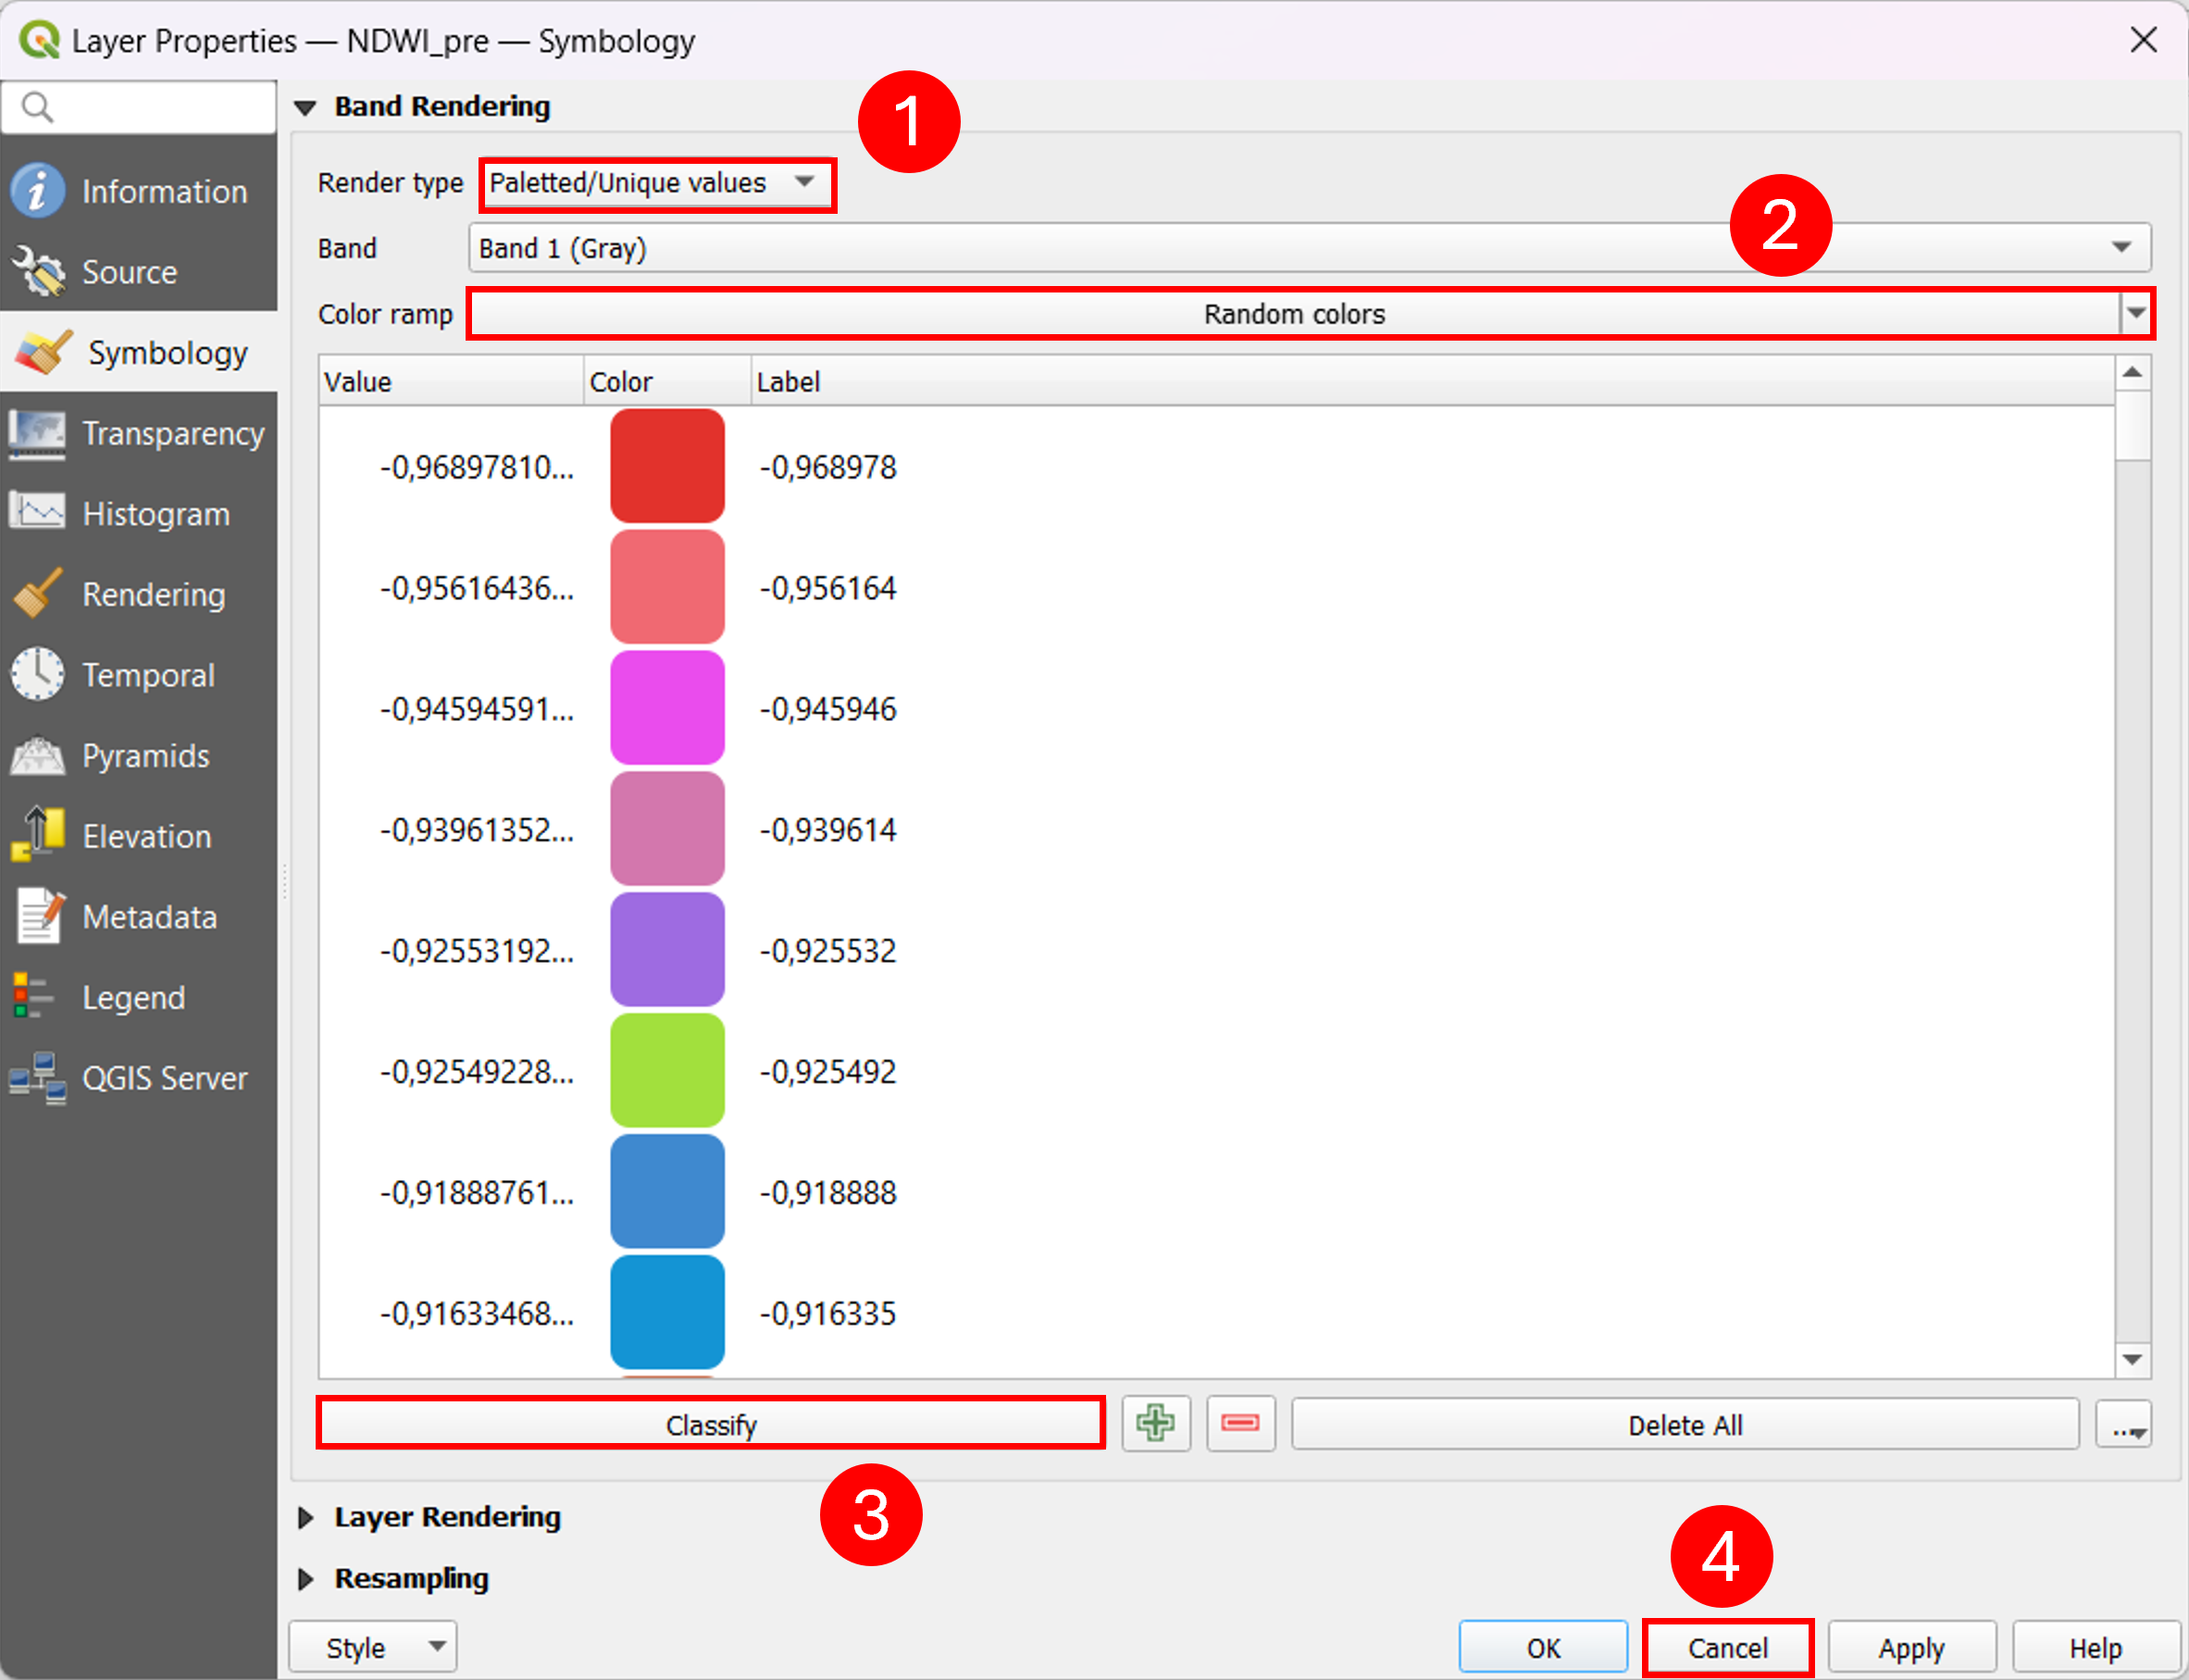 Layer Properties — NDWI_pre — Symbology
Information
Source
Symbology
Transparency
Histogram
Rendering
Temporal
Pyramids
Elevation
Metadata
Legend
QGIS Server
Band Rendering
1
Render type Paletted/Unique values
2
Band Band 1 (Gray)
Color ramp Random colors
Value Color Label
-0,96897810... -0,968978
-0,95616436... -0,956164
-0,94594591... -0,945946
-0,93961352... -0,939614
-0,92553192... -0,925532
-0,92549228... -0,925492
-0,91888761... -0,918888
-0,91633468... -0,916335
Classify Delete All ...
3
Layer Rendering
4
Resampling
Style OK Cancel Apply Help